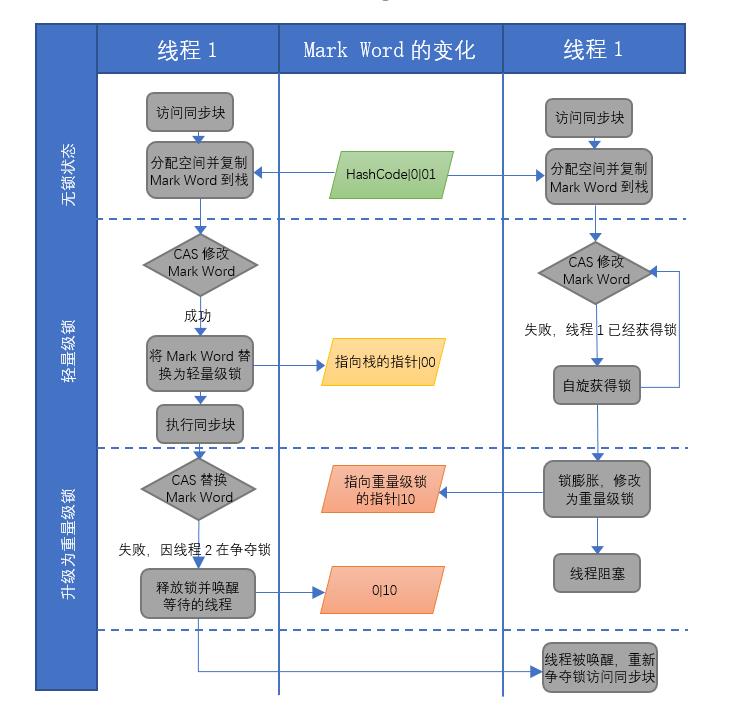 线程 1
Mark Word 的变化
线程 1
无锁状态
访问同步块
分配空间并复制
Mark Word 到栈
HashCode|0|01
访问同步块
分配空间并复制
Mark Word 到栈
轻量级锁
CAS 修改
Mark Word
成功
将 Mark Word 替
换为轻量级锁
执行同步块
指向栈的指针|00
CAS 修改
Mark Word
失败，线程 1 已经获得锁
自旋获得锁
升级为重量级锁
CAS 替换
Mark Word
失败，因线程 2 在争夺锁
释放锁并唤醒
等待的线程
指向重量级锁
的指针|10
0|10
锁膨胀，修改
为重量级锁
线程阻塞
线程被唤醒，重新
争夺锁访问同步块